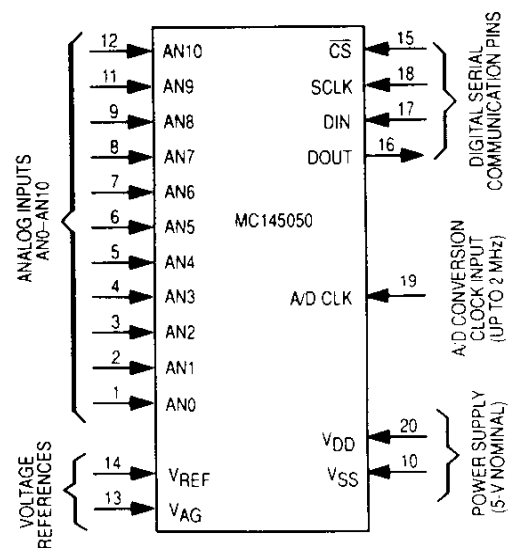 12 AN10
11 AN9
9 AN8
8 AN7
7 AN6
6 AN5
5 AN4
4 AN3
3 AN2
2 AN1
1 AN0
14 VREF
13 VAG
ANALOG INPUTS
AN0–AN10
VOLTAGE
REFERENCES
MC145050
CS 15
SCLK 18
DIN 17
DOUT 16
A/D CLK 19
VDD 20
VSS 10
DIGITAL SERIAL
COMMUNICATION PINS
A/D CONVERSION
CLOCK INPUT
(UP TO 2 MHz)
POWER SUPPLY
(5-V NOMINAL)